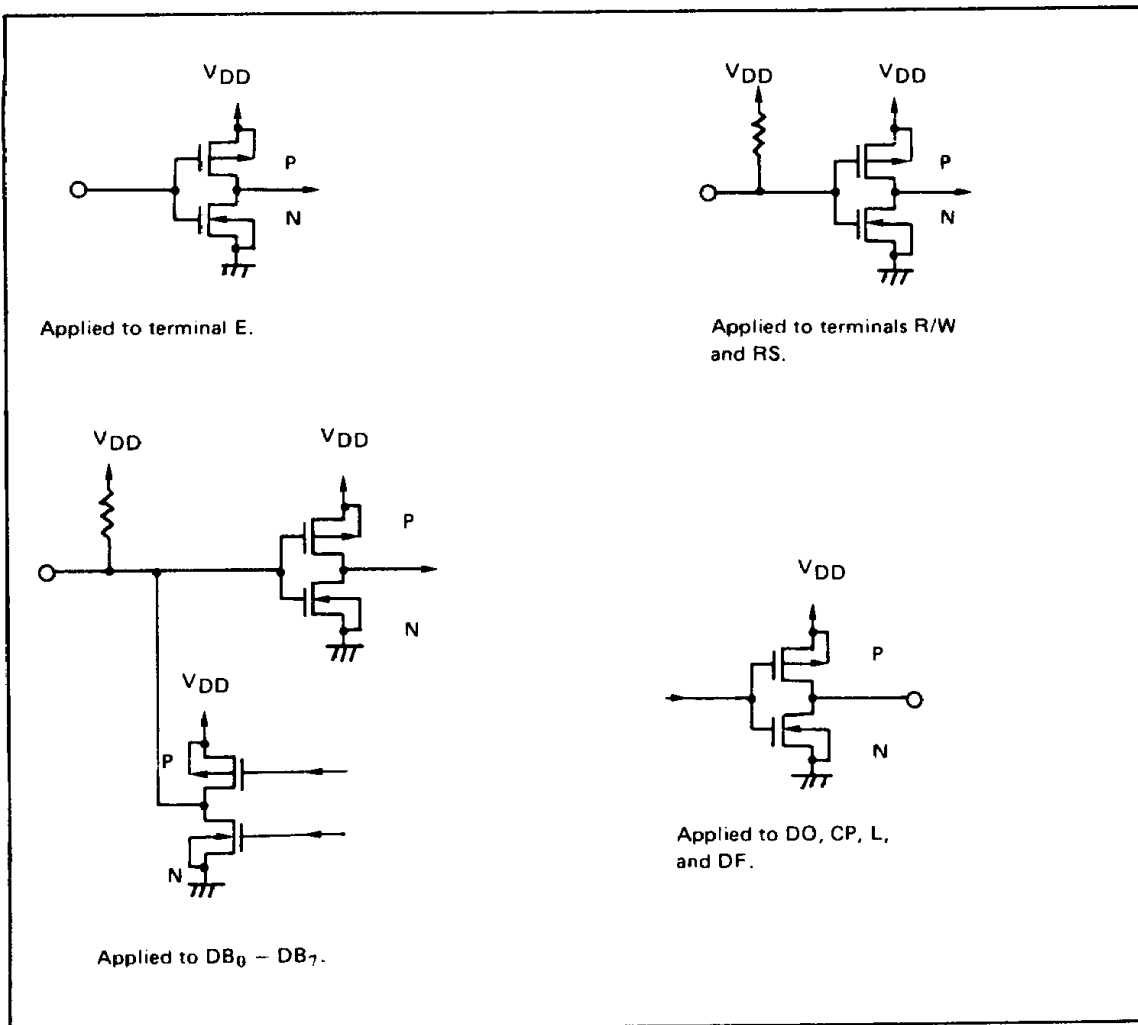 VDD
P
N
Applied to terminal E.
VDD VDD
P
N
Applied to terminals R/W
and RS.
VDD
VDD
P
N
VDD
P
N
Applied to DB0 – DB7.
VDD
P
N
Applied to DO, CP, L,
and DF.